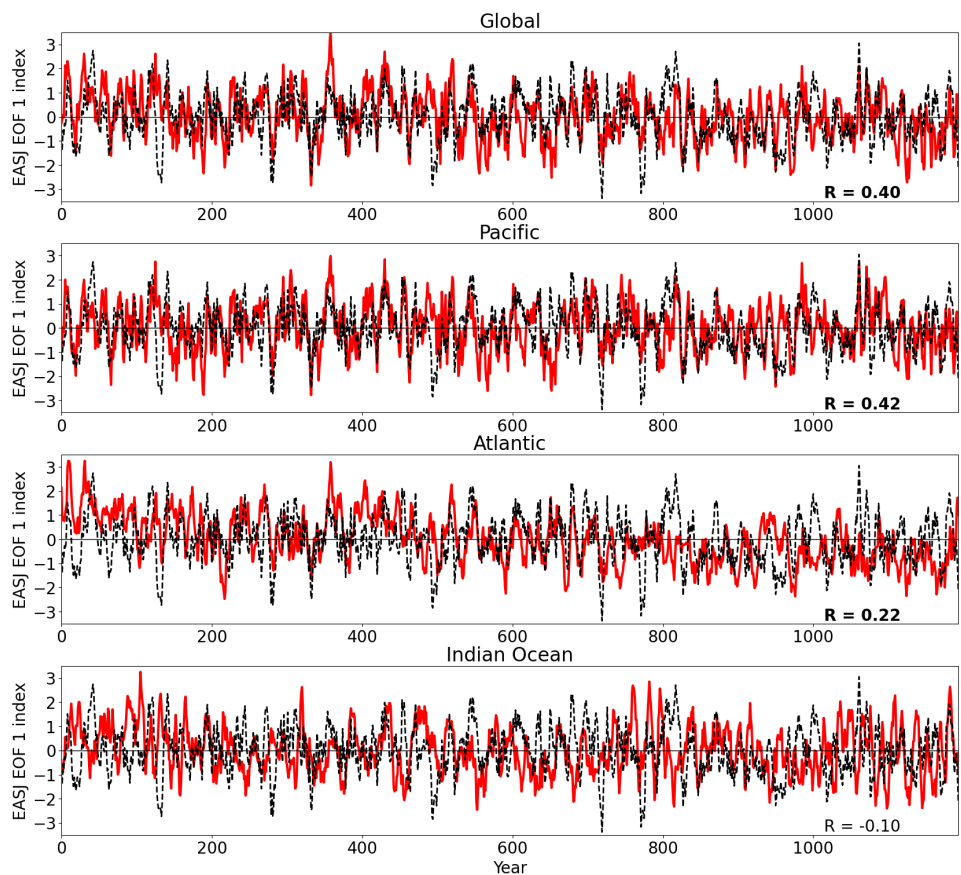 Global
EASJ EOF 1 index
3
2
1
0
−1
−2
−3
R = 0.40
0 200 400 600 800 1000
Pacific
EASJ EOF 1 index
3
2
1
0
−1
−2
−3
R = 0.42
0 200 400 600 800 1000
Atlantic
EASJ EOF 1 index
3
2
1
0
−1
−2
−3
R = 0.22
0 200 400 600 800 1000
Indian Ocean
EASJ EOF 1 index
3
2
1
0
−1
−2
−3
R = -0.10
0 200 400 600 800 1000
Year